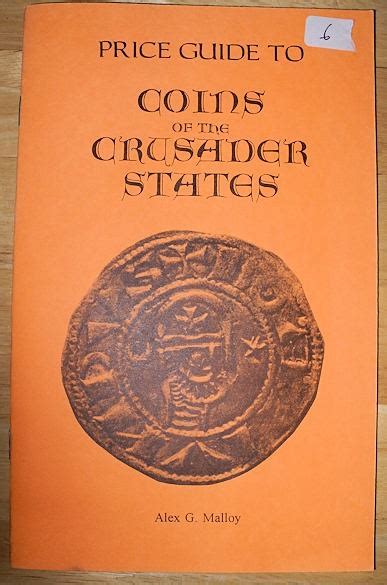 6
PRICE GUIDE TO
COINS
OF THE
CRUSADER
STATES
Alex G. Malloy